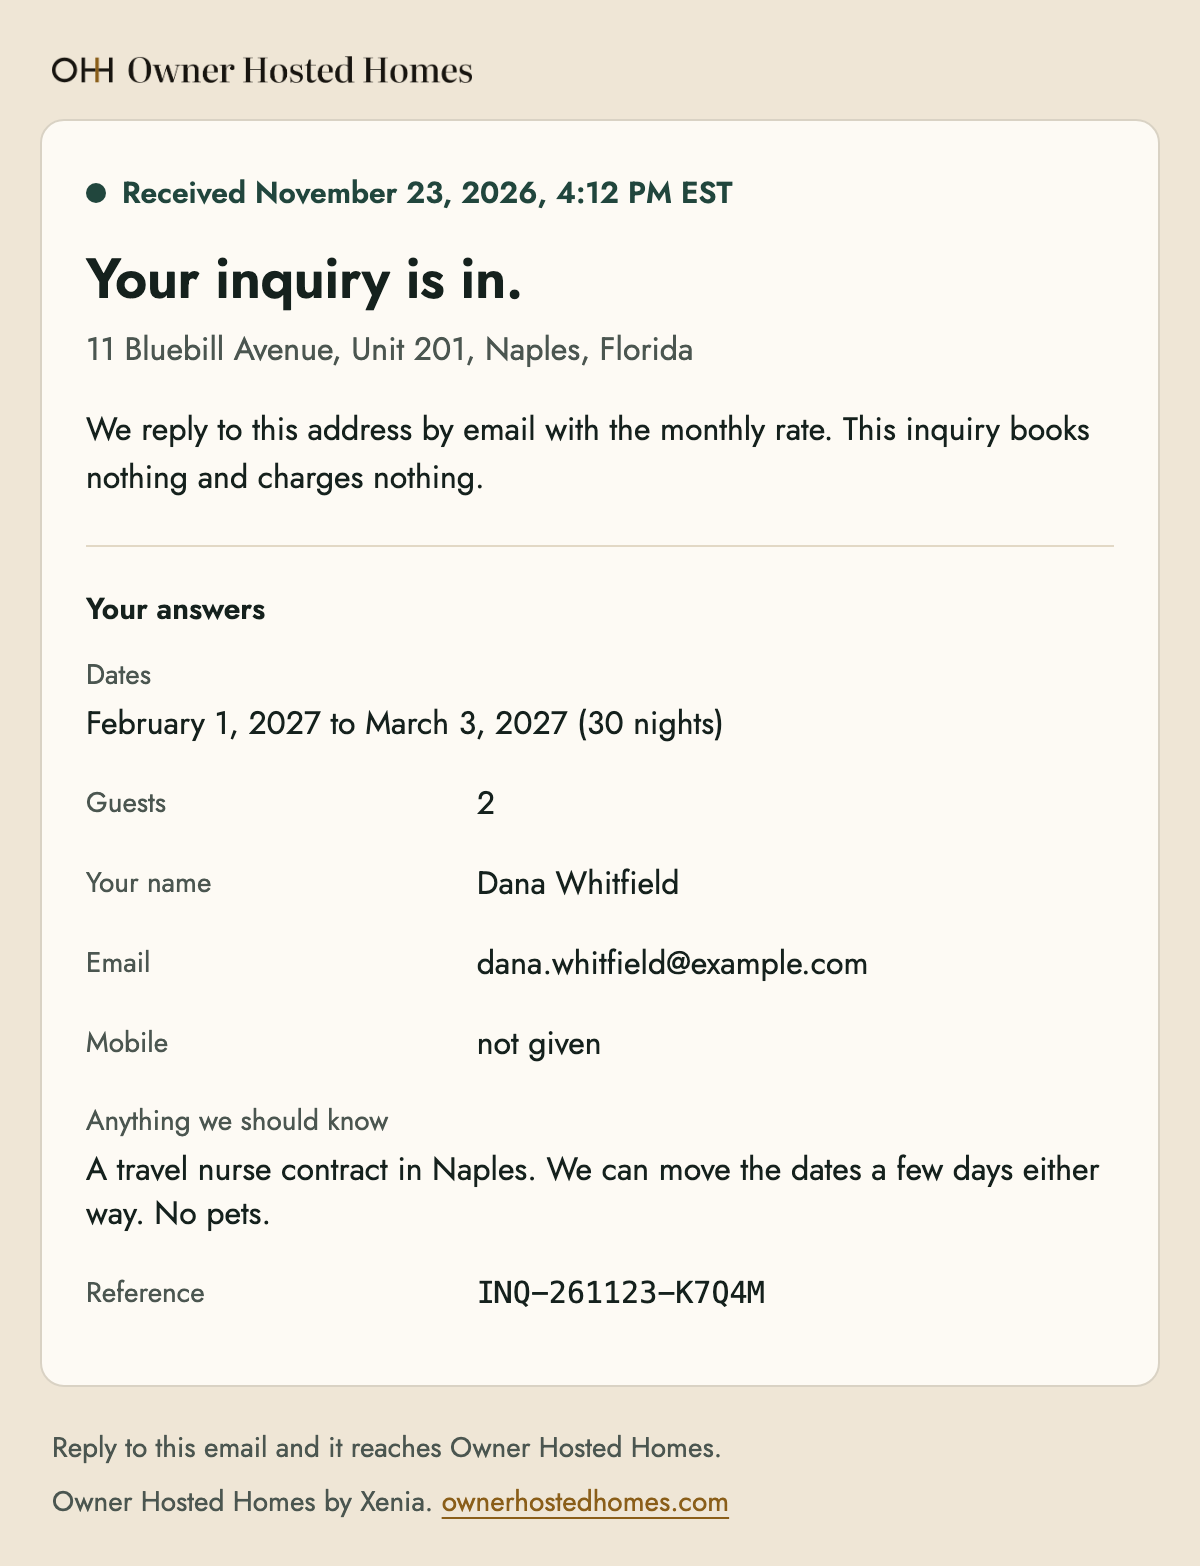 OHH Owner Hosted Homes
Received November 23, 2026, 4:12 PM EST
Your inquiry is in.
11 Bluebill Avenue, Unit 201, Naples, Florida
We reply to this address by email with the monthly rate. This inquiry books
nothing and charges nothing.
Your answers
Dates
February 1, 2027 to March 3, 2027 (30 nights)
Guests 2
Your name Dana Whitfield
Email dana.whitfield@example.com
Mobile not given
Anything we should know
A travel nurse contract in Naples. We can move the dates a few days either
way. No pets.
Reference INQ-261123-K7Q4M
Reply to this email and it reaches Owner Hosted Homes.
Owner Hosted Homes by Xenia. ownerhostedhomes.com